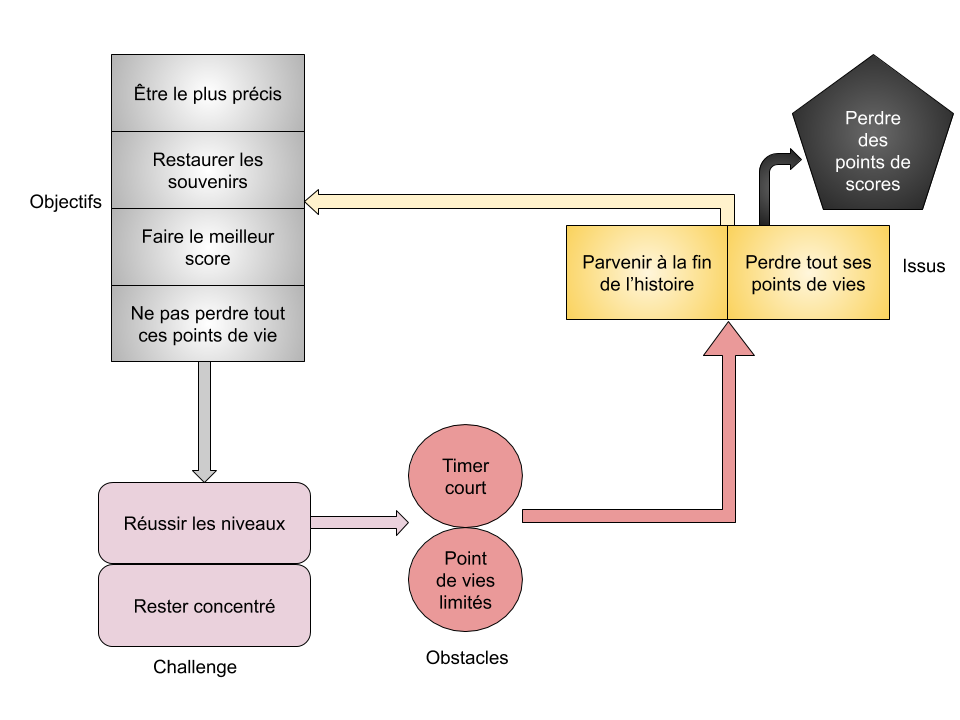 Être le plus précis
Restaurer les
souvenirs
Objectifs
Faire le meilleur
score
Ne pas perdre tout
ces points de vie
Perdre
des
points de
scores
Parvenir à la fin
de l'histoire
Perdre tout ses
points de vies
Issus
Réussir les niveaux
Rester concentré
Challenge
Timer
court
Point
de vies
limités
Obstacles